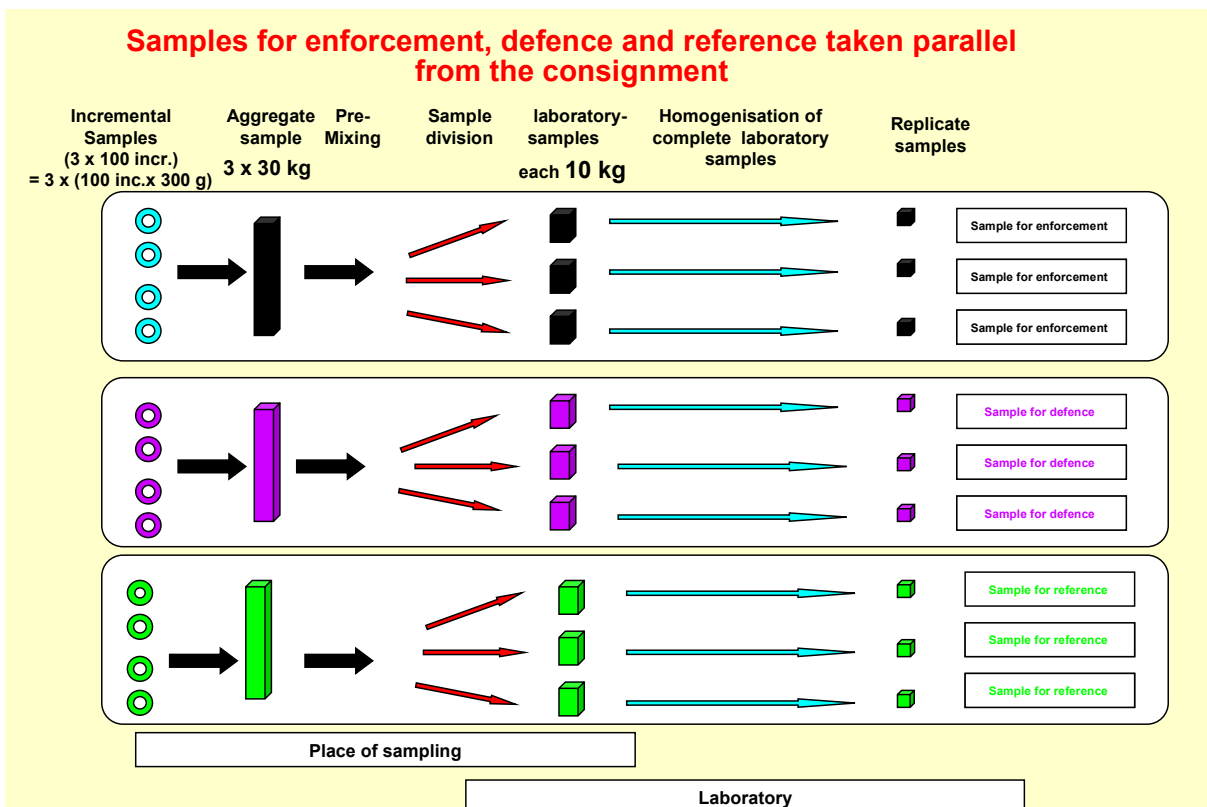 Samples for enforcement, defence and reference taken parallel
from the consignment
Incremental
Samples
(3 x 100 incr.)
= 3 x (100 inc.x 300 g)
Aggregate
sample
3 x 30 kg
Pre-
Mixing
Sample
division
laboratory-
samples
each 10 kg
Homogenisation of
complete laboratory
samples
Replicate
samples
Sample for enforcement
Sample for enforcement
Sample for enforcement
Sample for defence
Sample for defence
Sample for defence
Sample for reference
Sample for reference
Sample for reference
Place of sampling
Laboratory